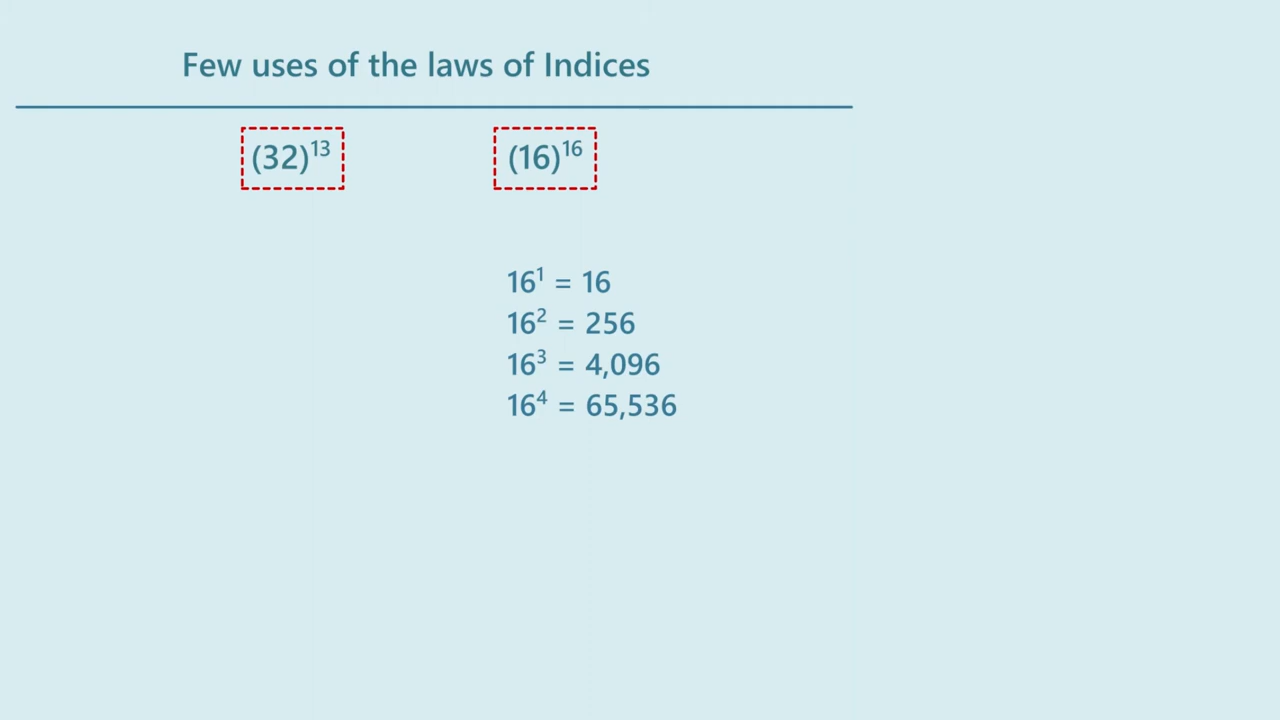 Few uses of the laws of Indices
(32)¹³ (16)¹⁶
16¹ = 16
16² = 256
16³ = 4,096
16⁴ = 65,536